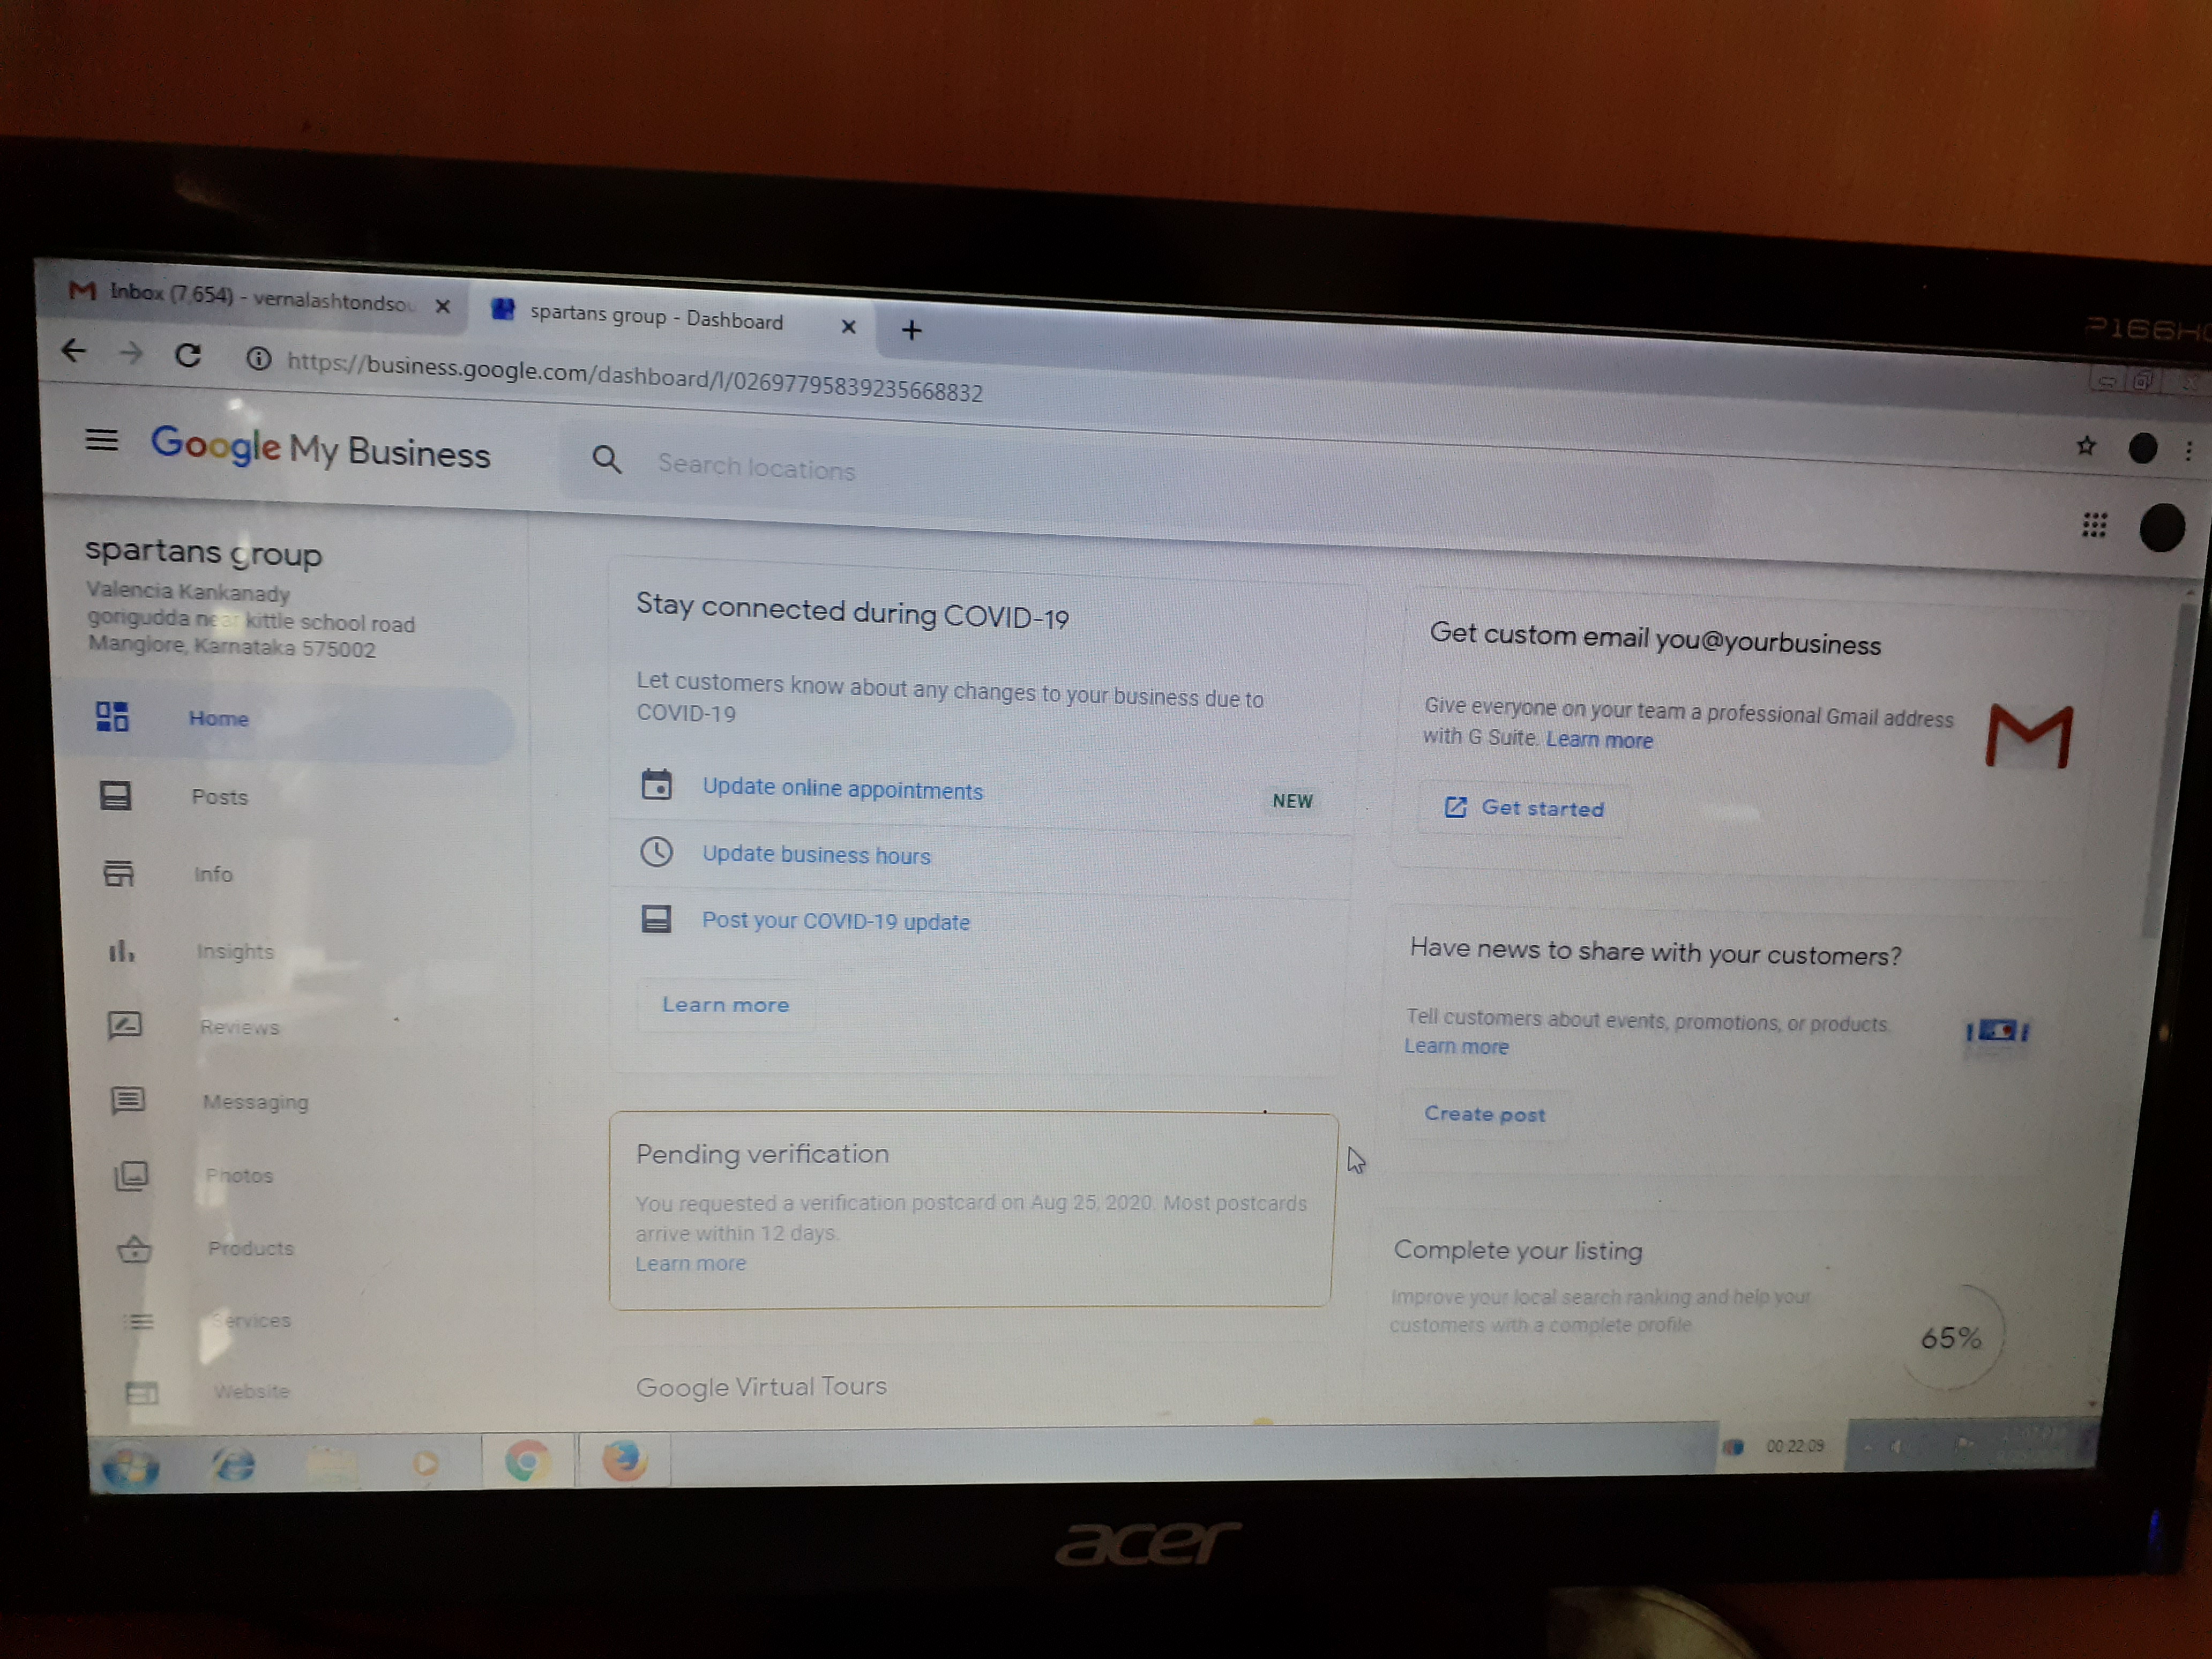 P166H
Inbox (7,654) - vernalashtondsou
spartans group - Dashboard
https://business.google.com/dashboard/l/02697795839235668832
Google My Business
Search locations
spartans group
Valencia Kankanady
gorigudda near kittle school road
Manglore, Karnataka 575002
Home
Posts
Info
Insights
Reviews
Messaging
Photos
Products
Services
Website
Stay connected during COVID-19
Let customers know about any changes to your business due to
COVID-19
Update online appointments
NEW
Update business hours
Post your COVID-19 update
Learn more
Pending verification
You requested a verification postcard on Aug 25, 2020. Most postcards
arrive within 12 days.
Learn more
Google Virtual Tours
Get custom email you@yourbusiness
Give everyone on your team a professional Gmail address
with G Suite. Learn more
Get started
Have news to share with your customers?
Tell customers about events, promotions, or products.
Learn more
Create post
Complete your listing
Improve your local search ranking and help your
customers with a complete profile
65%
00:22:09
acer